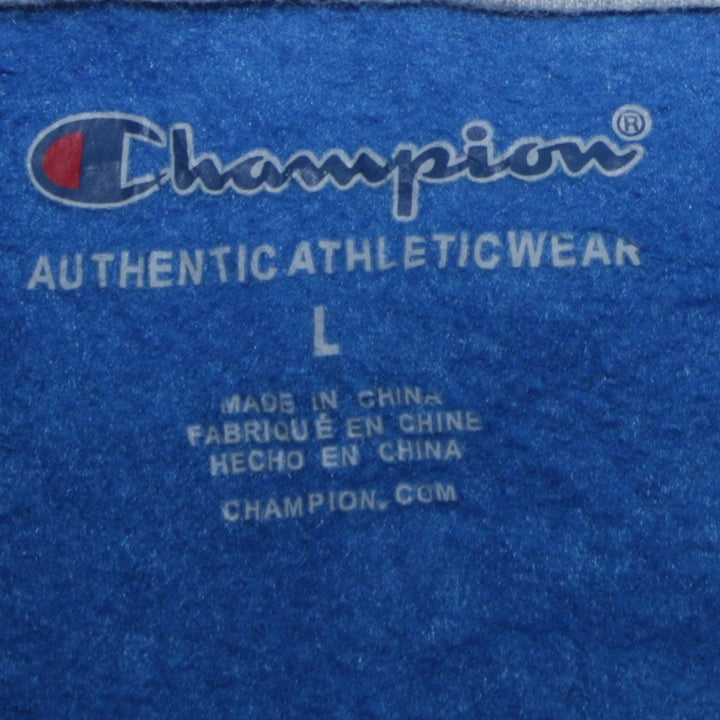 Champion®
AUTHENTIC ATHLETICWEAR
L
MADE IN CHINA
FABRIQUÉ EN CHINE
HECHO EN CHINA
CHAMPION.COM